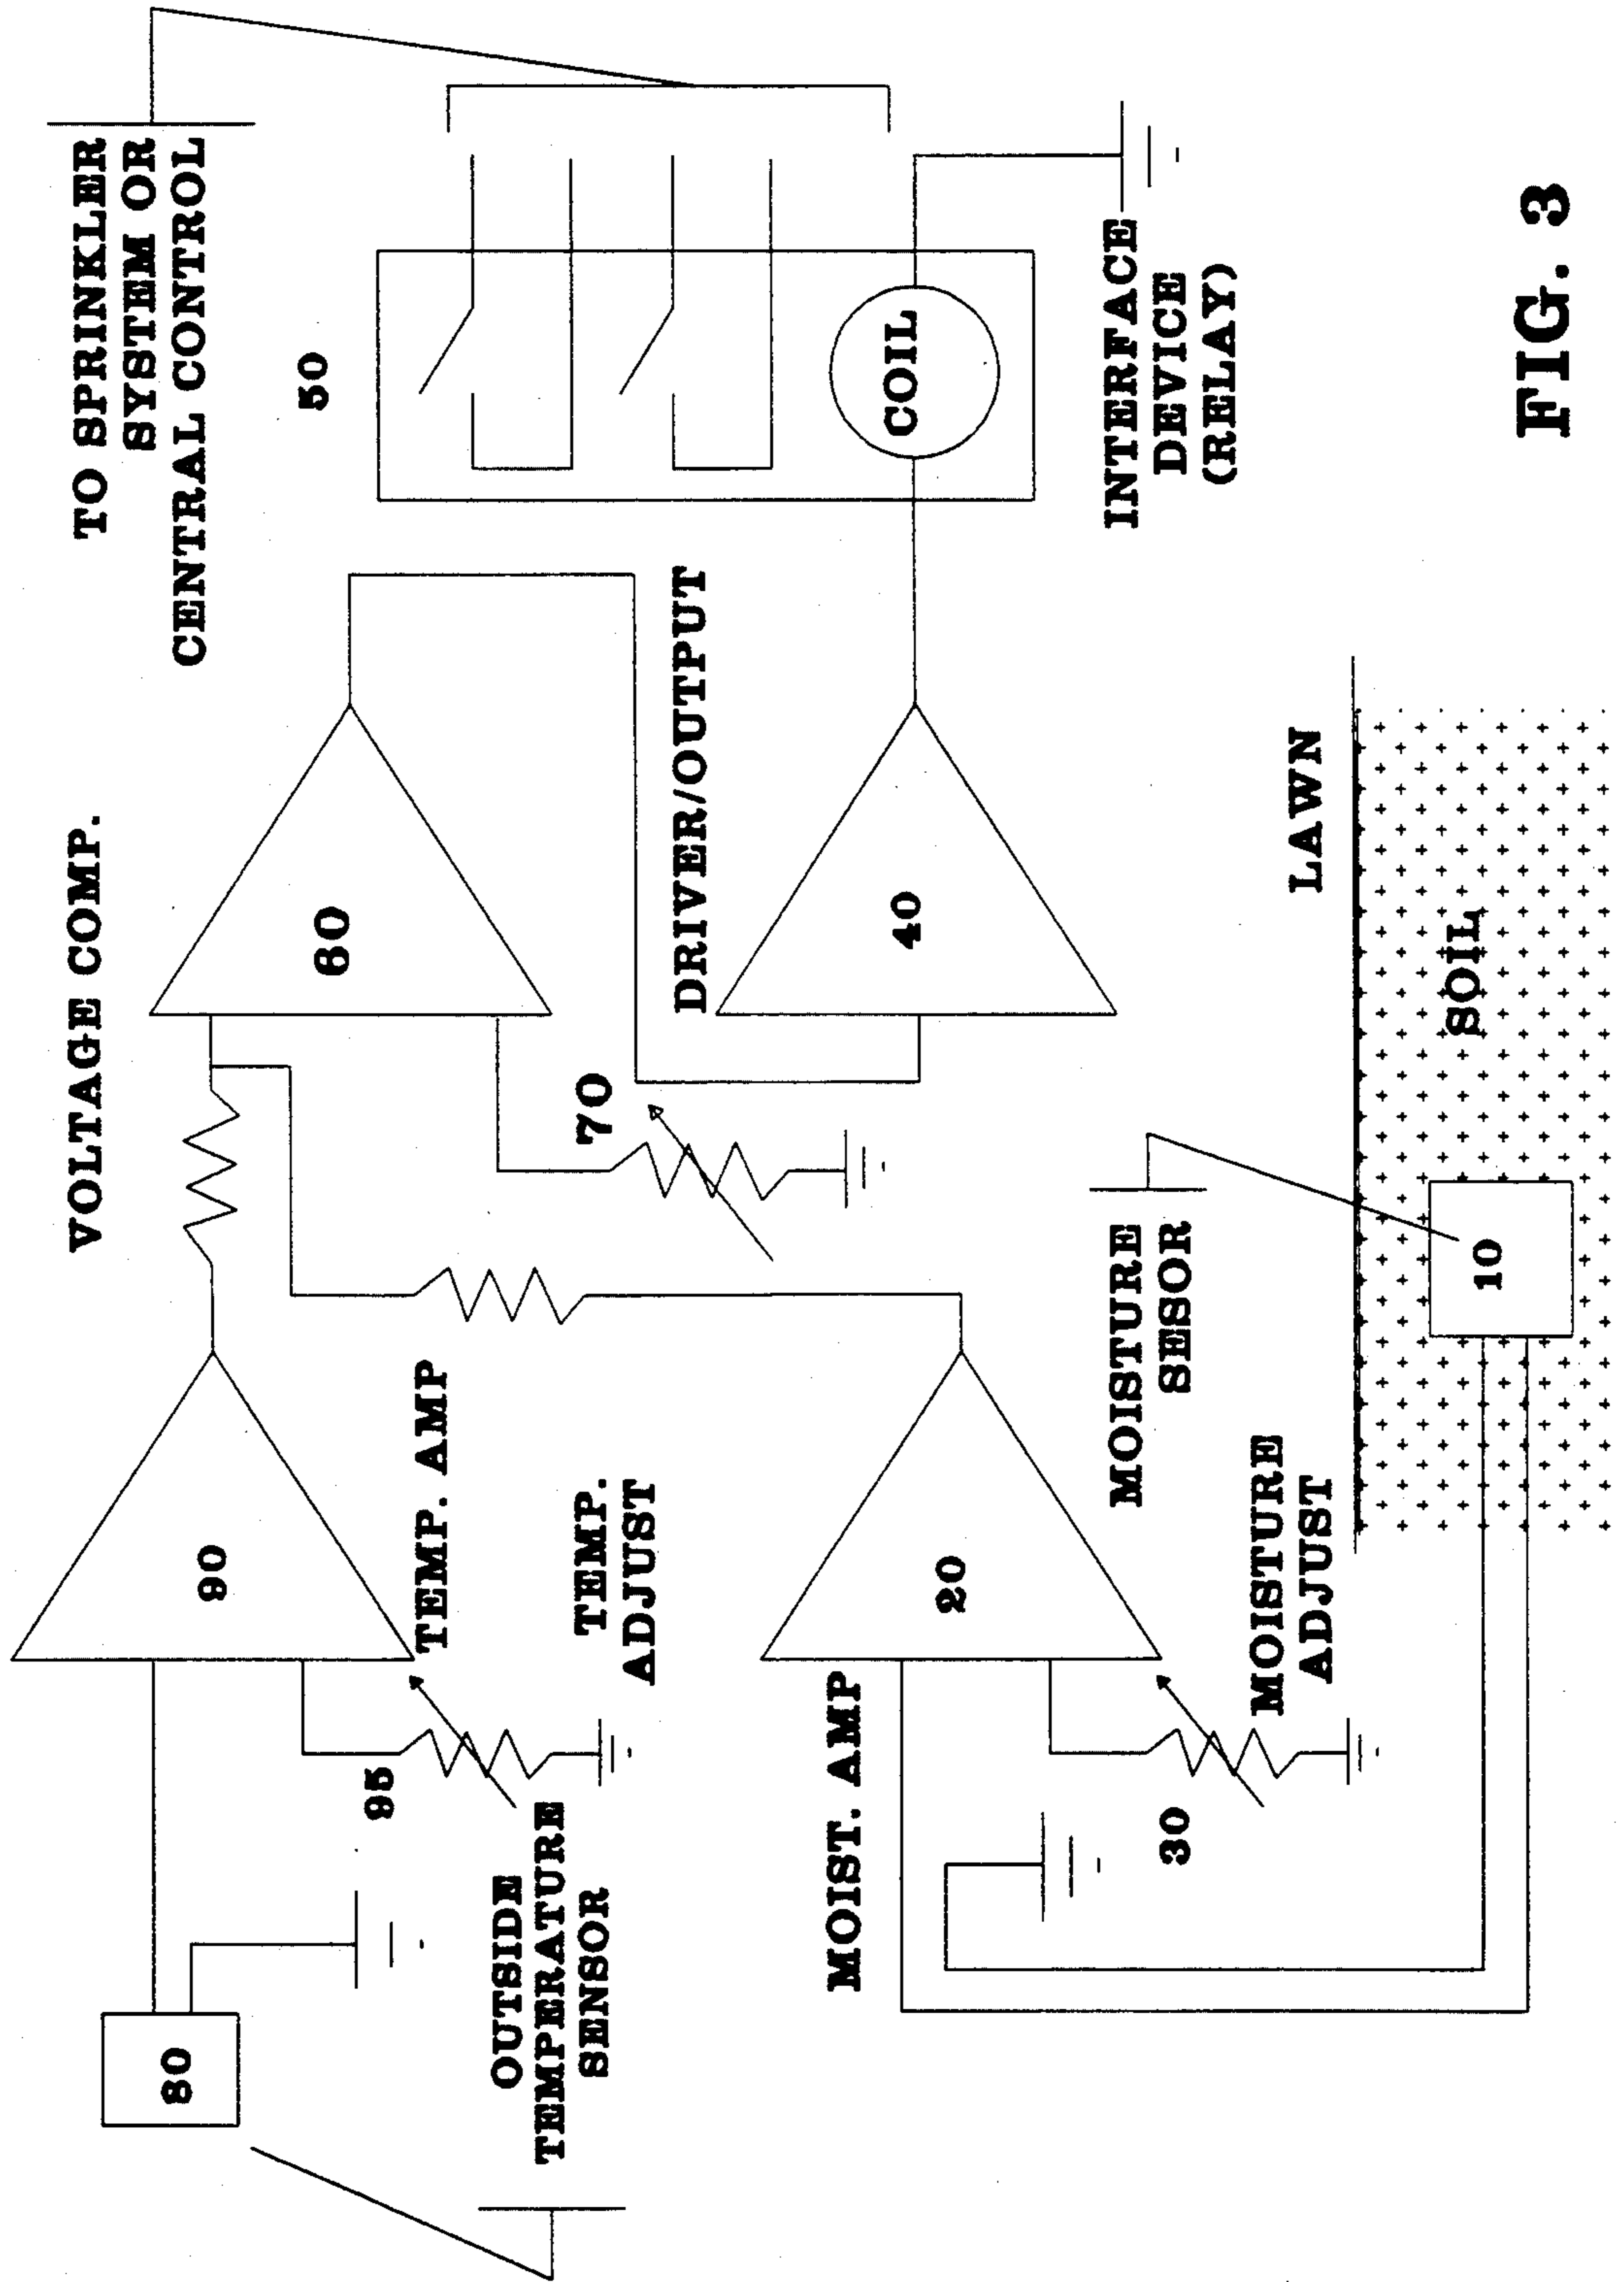 TO SPRINKLER
SYSTEM OR
CENTRAL CONTROL
VOLTAGE COMP.
80
90
60
50
95
TEMP. AMP
OUTSIDE
TEMPERATURE
SENSOR
TEMP.
ADJUST
70
DRIVER/OUTPUT
COIL
MOIST. AMP
20
40
INTERFACE
DEVICE
(RELAY)
30
MOISTURE
SESOR
MOISTURE
ADJUST
LAWN
SOIL
10
FIG. 3